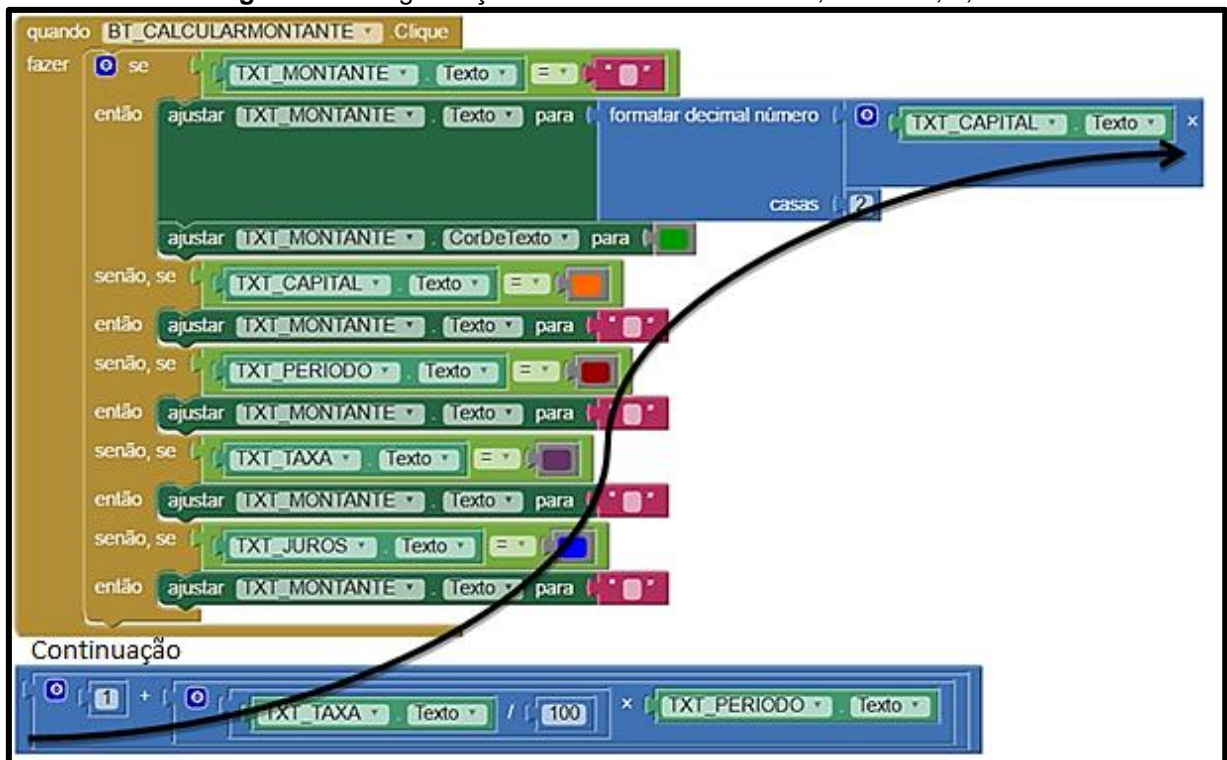 quando BT_CALCULARMONTANTE . Clique
fazer se TXT_MONTANTE . Texto = " "
então ajustar TXT_MONTANTE . Texto para formatar decimal número TXT_CAPITAL . Texto ×
casas 2
ajustar TXT_MONTANTE . CorDeTexto para
senão, se TXT_CAPITAL . Texto =
então ajustar TXT_MONTANTE . Texto para " "
senão, se TXT_PERIODO . Texto =
então ajustar TXT_MONTANTE . Texto para " "
senão, se TXT_TAXA . Texto =
então ajustar TXT_MONTANTE . Texto para " "
senão, se TXT_JUROS . Texto =
então ajustar TXT_MONTANTE . Texto para " "
Continuação
1 + TXT_TAXA . Texto / 100 × TXT_PERIODO . Texto